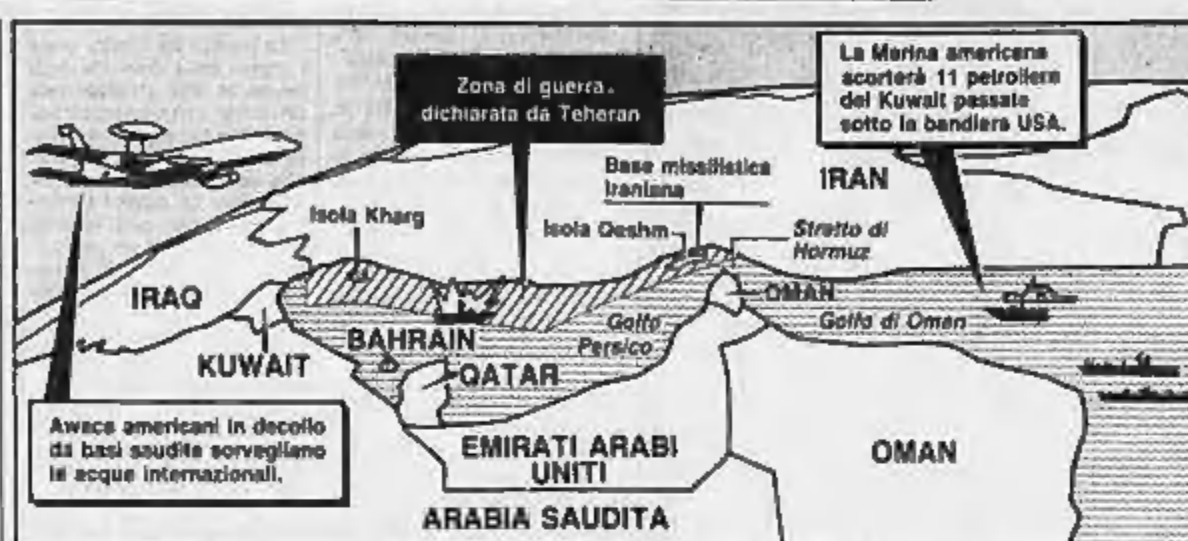 Zona di guerra
dichiarata da Teheran
La Marina americana
scorterà 11 petroliere
del Kuwait passate
sotto la bandiera USA.
Base missilistica
Iraniana
IRAN
Isola Kharg
Isola Qeshm
Stretto di
Hormuz
IRAQ
OMAN
Golfo di Oman
Golfo
Persico
BAHRAIN
KUWAIT
QATAR
Awacs americani in decollo
da basi saudite sorvegliano
le acque internazionali.
EMIRATI ARABI
UNITI
OMAN
ARABIA SAUDITA